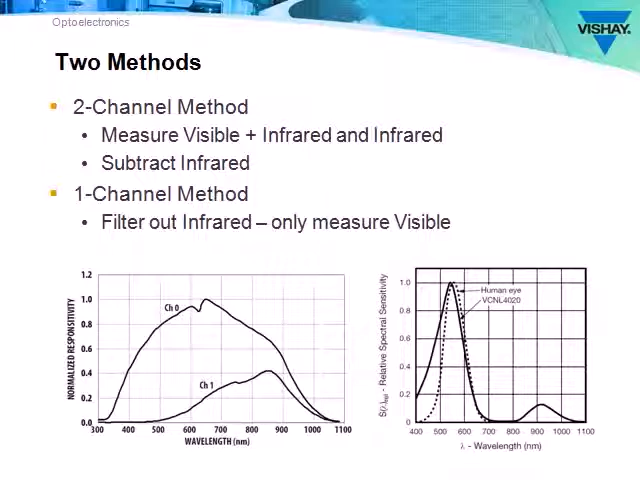 Optoelectronics
VISHAY.
Two Methods
2-Channel Method
• Measure Visible + Infrared and Infrared
• Subtract Infrared
1-Channel Method
• Filter out Infrared – only measure Visible
NORMALIZED RESPONSITIVITY
1.2
1.0
0.8
0.6
0.4
0.2
0.0
Ch 0
Ch 1
300 400 500 600 700 800 900 1000 1100
WAVELENGTH (nm)
S(λ)rel - Relative Spectral Sensitivity
1.0
0.8
0.6
0.4
0.2
0
Human eye
VCNL4020
400 500 600 700 800 900 1000 1100
λ - Wavelength (nm)